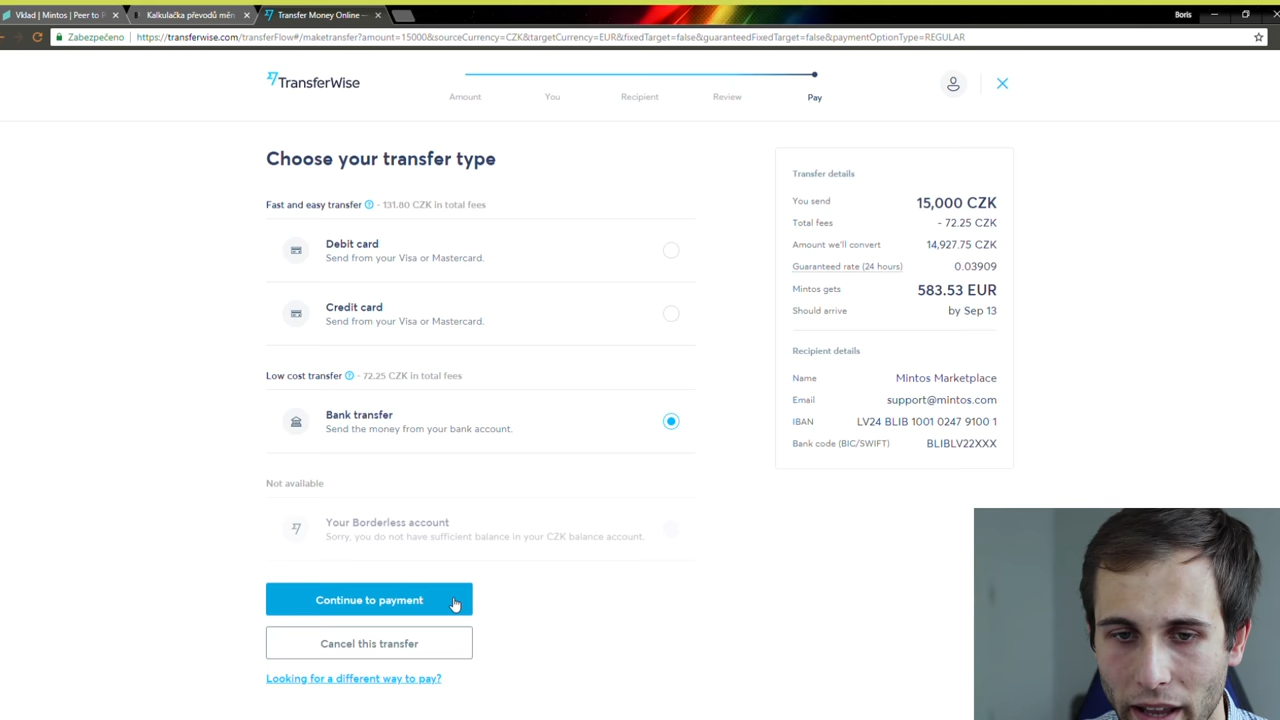 Vklad | Mintos | Peer to P
Kalkulačka převodů měn
Transfer Money Online –
Boris
Zabezpečeno
https://transferwise.com/transferFlow#/maketransfer?amount=15000&sourceCurrency=CZK&targetCurrency=EUR&fixedTarget=false&guaranteedFixedTarget=false&paymentOptionType=REGULAR
TransferWise
Amount
You
Recipient
Review
Pay
Choose your transfer type
Fast and easy transfer ? - 131.80 CZK in total fees
Debit card
Send from your Visa or Mastercard.
Credit card
Send from your Visa or Mastercard.
Low cost transfer ? - 72.25 CZK in total fees
Bank transfer
Send the money from your bank account.
Not available
Your Borderless account
Sorry, you do not have sufficient balance in your CZK balance account.
Continue to payment
Cancel this transfer
Looking for a different way to pay?
Transfer details
You send 15,000 CZK
Total fees - 72.25 CZK
Amount we'll convert 14,927.75 CZK
Guaranteed rate (24 hours) 0.03909
Mintos gets 583.53 EUR
Should arrive by Sep 13
Recipient details
Name Mintos Marketplace
Email support@mintos.com
IBAN LV24 BLIB 1001 0247 9100 1
Bank code (BIC/SWIFT) BLIBLV22XXX